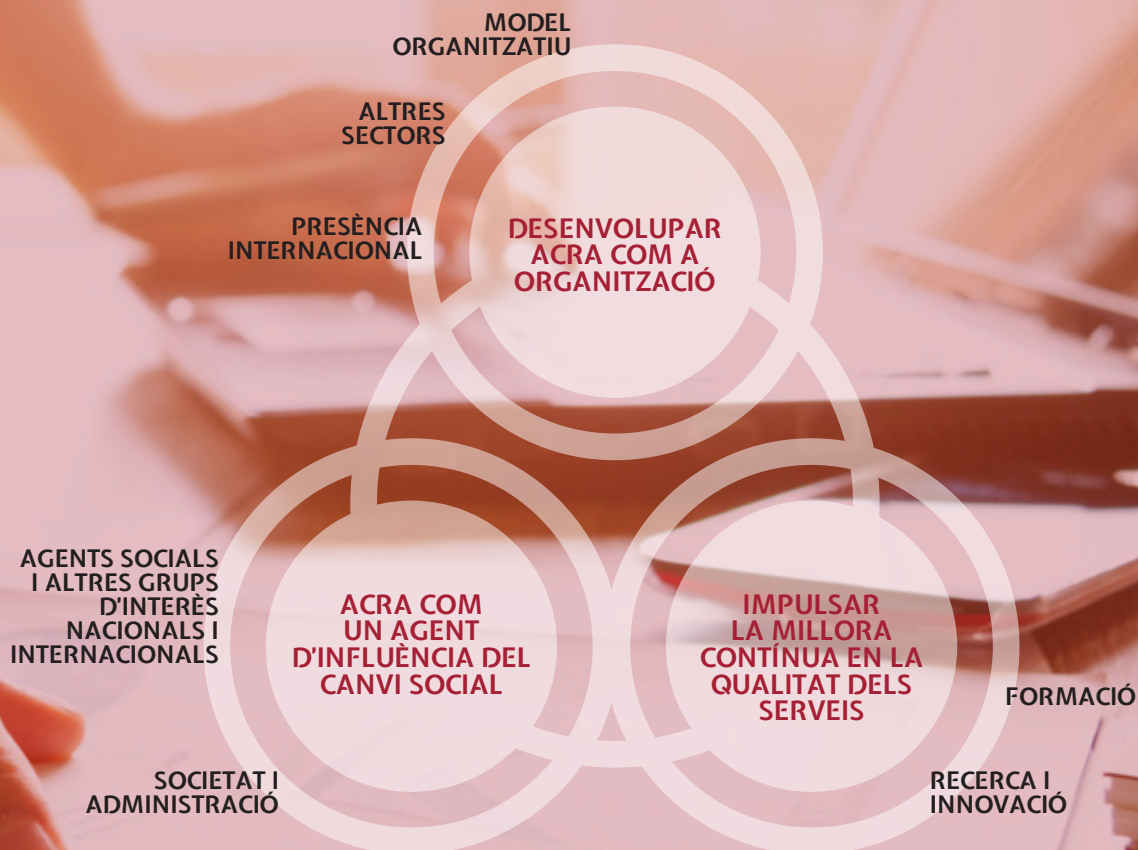 MODEL
ORGANITZATIU
ALTRES
SECTORS
PRESÈNCIA
INTERNACIONAL
DESENVOLUPAR
ACRA COM A
ORGANITZACIÓ
AGENTS SOCIALS
I ALTRES GRUPS
D'INTERÈS
NACIONALS I
INTERNACIONALS
ACRA COM
UN AGENT
D'INFLUÈNCIA DEL
CANVI SOCIAL
IMPULSAR
LA MILLORA
CONTÍNUA EN LA
QUALITAT DELS
SERVEIS
FORMACIÓ
SOCIETAT I
ADMINISTRACIÓ
RECERCA I
INNOVACIÓ